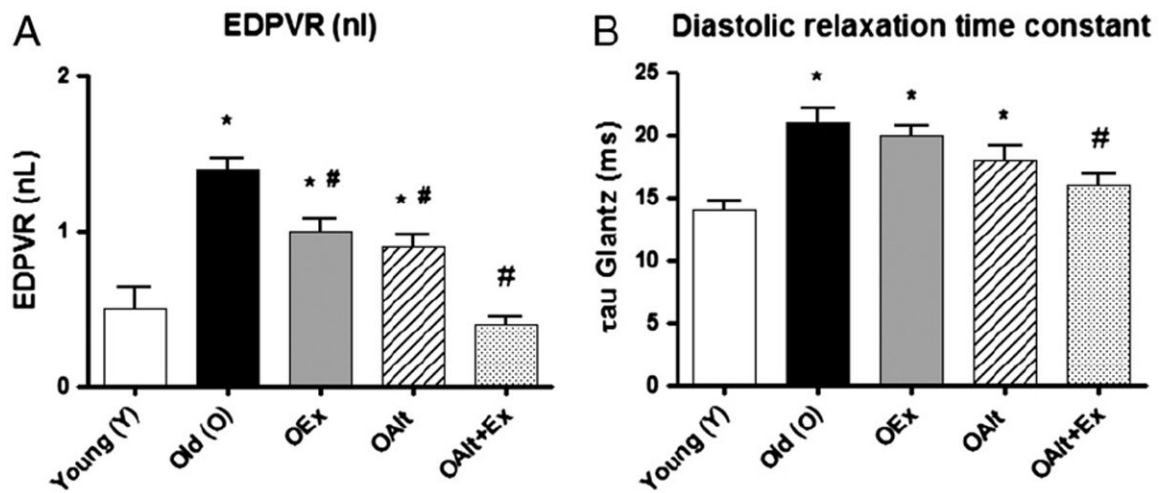 A
EDPVR (nl)
EDPVR (nL)
2
1
0
*
* #
* #
#
Young (Y)
Old (O)
OEx
OAlt
OAlt+Ex
B
Diastolic relaxation time constant
τau Glantz (ms)
25
20
15
10
5
0
*
*
*
#
Young (Y)
Old (O)
OEx
OAlt
OAlt+Ex